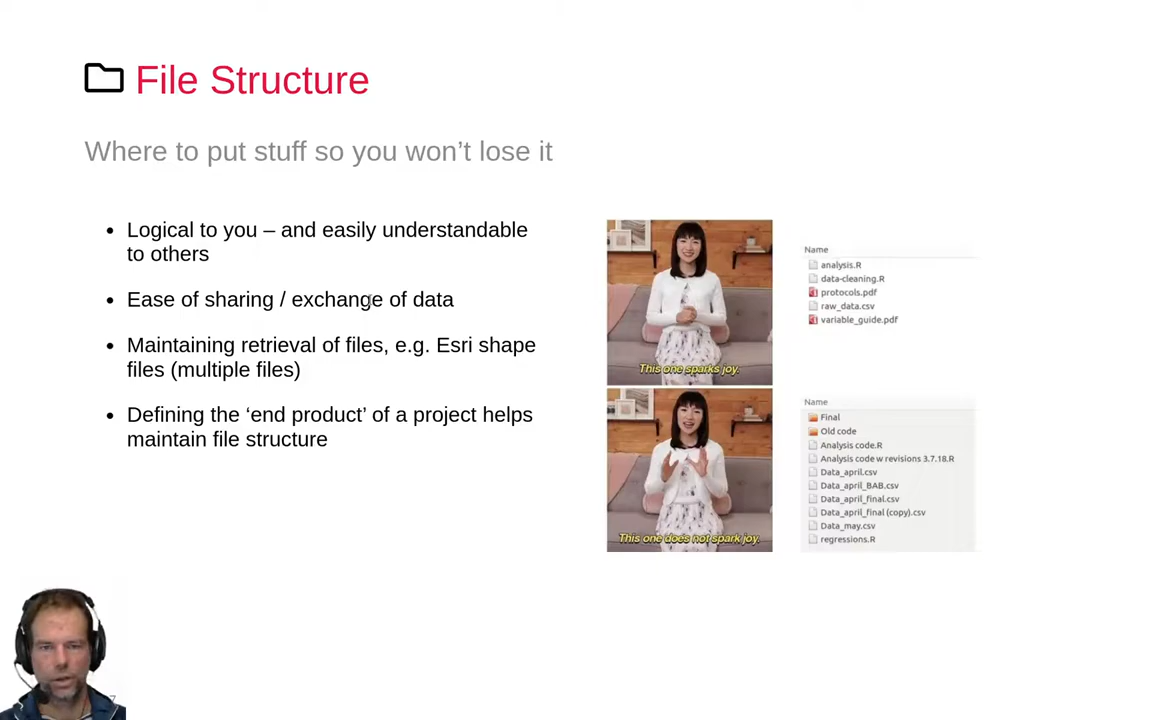 File Structure
Where to put stuff so you won't lose it
• Logical to you – and easily understandable
to others
• Ease of sharing / exchange of data
• Maintaining retrieval of files, e.g. Esri shape
files (multiple files)
• Defining the ‘end product’ of a project helps
maintain file structure
This one sparks joy.
Name
analysis.R
data-cleaning.R
protocols.pdf
raw_data.csv
variable_guide.pdf
This one does not spark joy.
Name
Final
Old code
Analysis code.R
Analysis code w revisions 3.7.18.R
Data_april.csv
Data_april_BAB.csv
Data_april_final.csv
Data_april_final (copy).csv
Data_may.csv
regressions.R